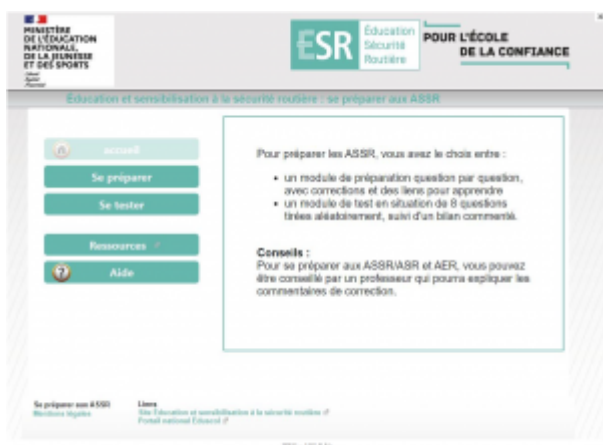 MINISTÈRE
DE L'ÉDUCATION
NATIONALE,
DE LA JEUNESSE
ET DES SPORTS
Liberté
Égalité
Fraternité
ESR Éducation
Sécurité
Routière
POUR L'ÉCOLE
DE LA CONFIANCE
Éducation et sensibilisation à la sécurité routière : se préparer aux ASSR
accueil
Se préparer
Se tester
Ressources
Aide
Pour préparer les ASSR, vous avez le choix entre :
• un module de préparation question par question,
avec corrections et des liens pour apprendre
• un module de test en situation de 8 questions
tirées aléatoirement, suivi d'un bilan commenté.
Conseils :
Pour se préparer aux ASSR/ASR et AER, vous pouvez
être conseillé par un professeur qui pourra expliquer les
commentaires de correction.
Se préparer aux ASSR
Mentions légales
Liens
Site Éducation et sensibilisation à la sécurité routière
Portail national Éduscol